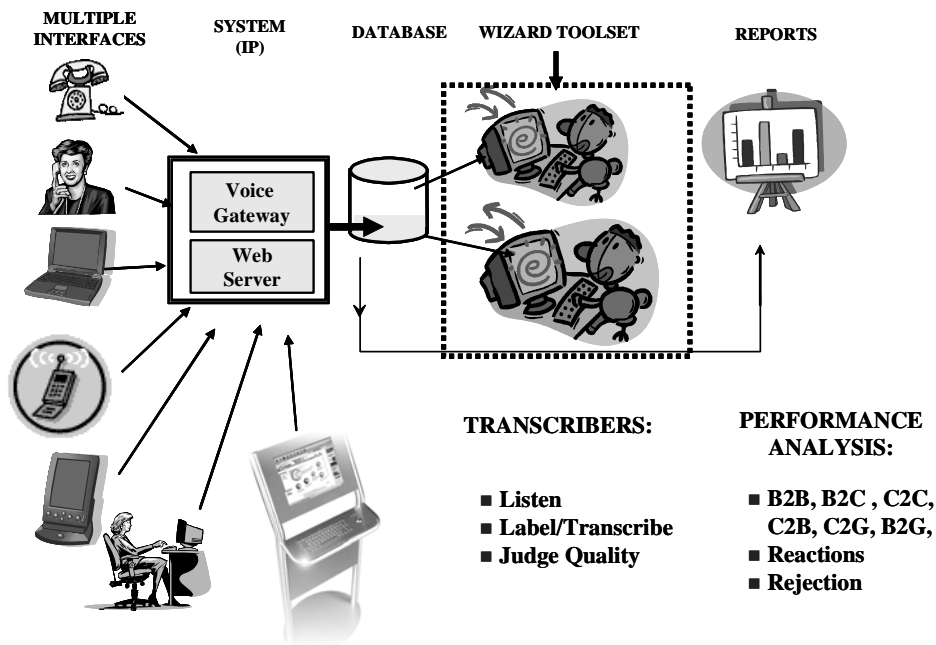 MULTIPLE
INTERFACES
SYSTEM
(IP)
DATABASE
WIZARD TOOLSET
REPORTS
Voice
Gateway
Web
Server
TRANSCRIBERS:
■ Listen
■ Label/Transcribe
■ Judge Quality
PERFORMANCE
ANALYSIS:
■ B2B, B2C , C2C,
C2B, C2G, B2G,
■ Reactions
■ Rejection